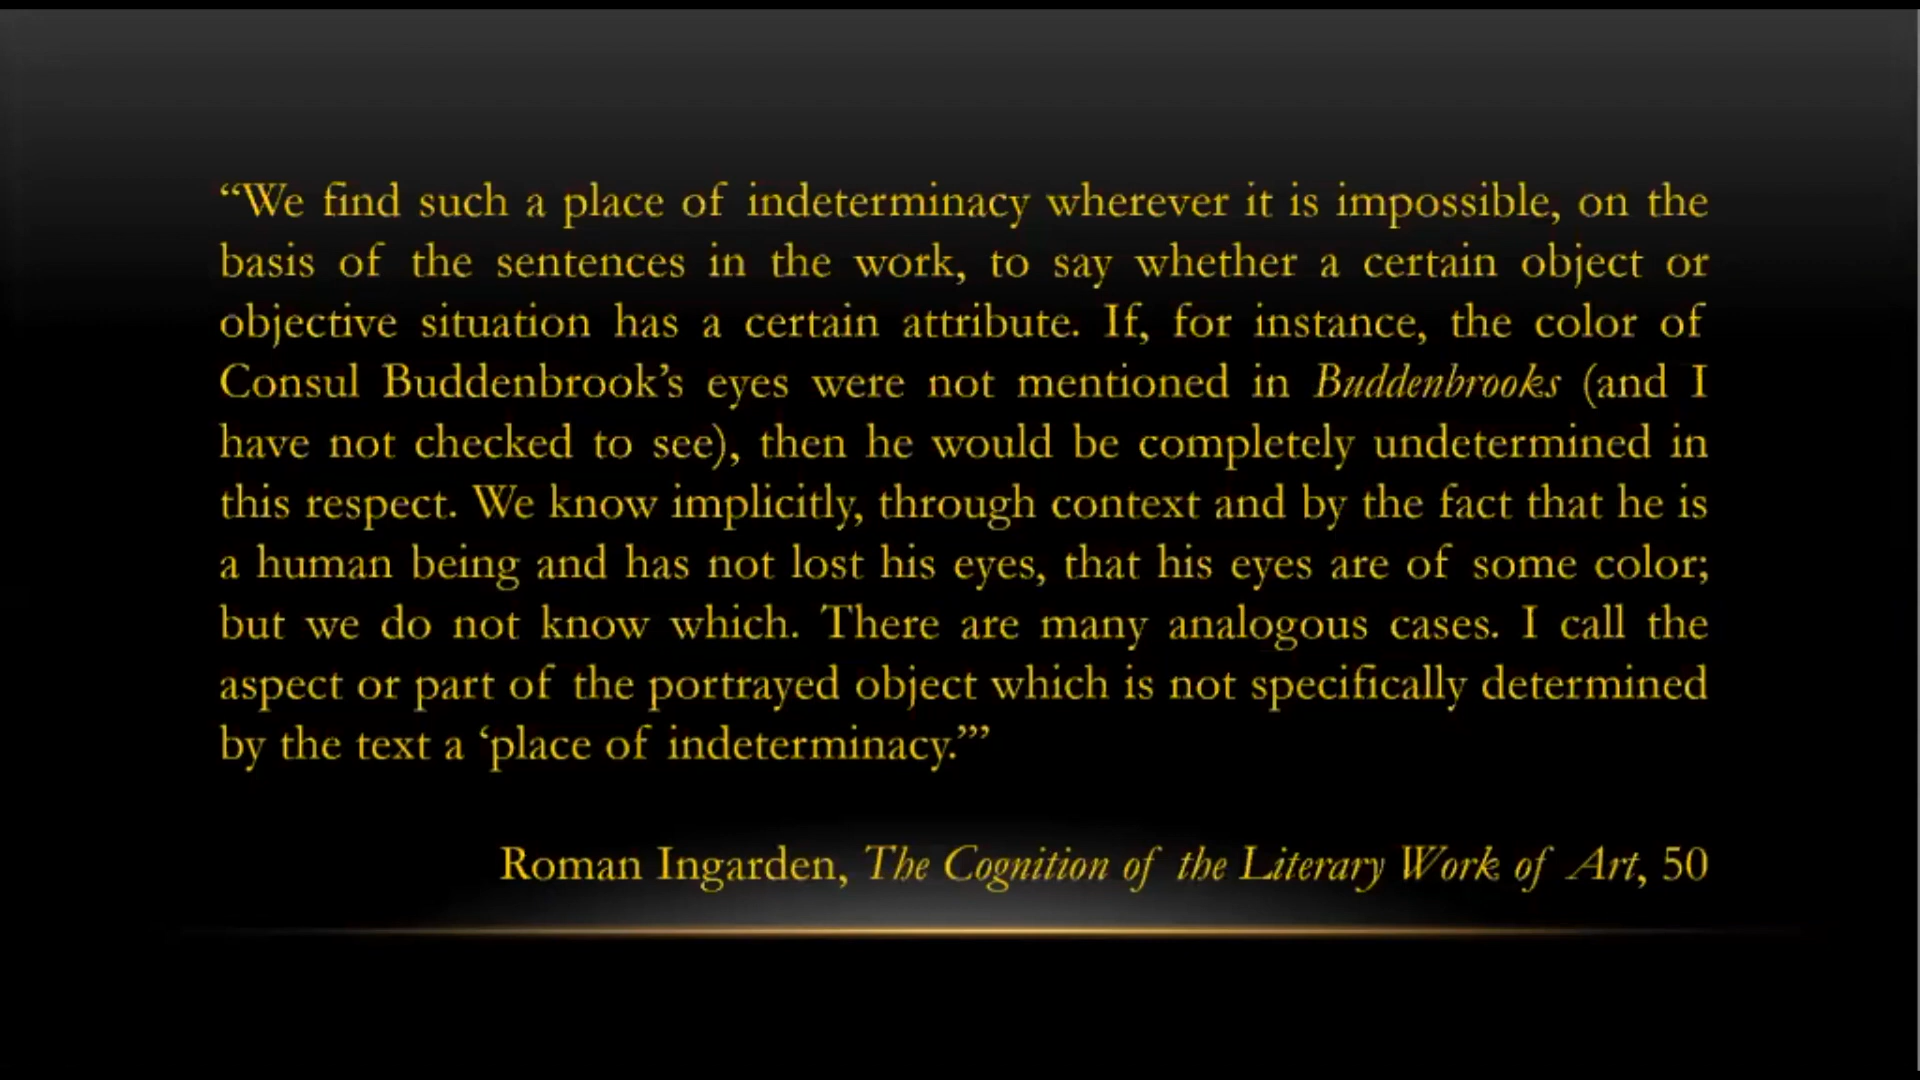 “We find such a place of indeterminacy wherever it is impossible, on the
basis of the sentences in the work, to say whether a certain object or
objective situation has a certain attribute. If, for instance, the color of
Consul Buddenbrook’s eyes were not mentioned in Buddenbrooks (and I
have not checked to see), then he would be completely undetermined in
this respect. We know implicitly, through context and by the fact that he is
a human being and has not lost his eyes, that his eyes are of some color;
but we do not know which. There are many analogous cases. I call the
aspect or part of the portrayed object which is not specifically determined
by the text a ‘place of indeterminacy.”’
Roman Ingarden, The Cognition of the Literary Work of Art, 50